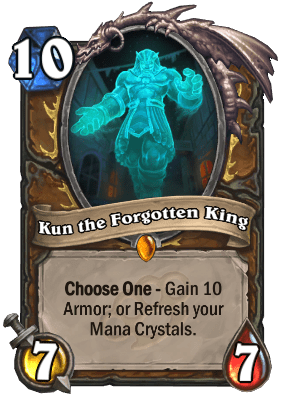 10
Kun the Forgotten King
Choose One - Gain 10
Armor; or Refresh your
Mana Crystals.
7
7